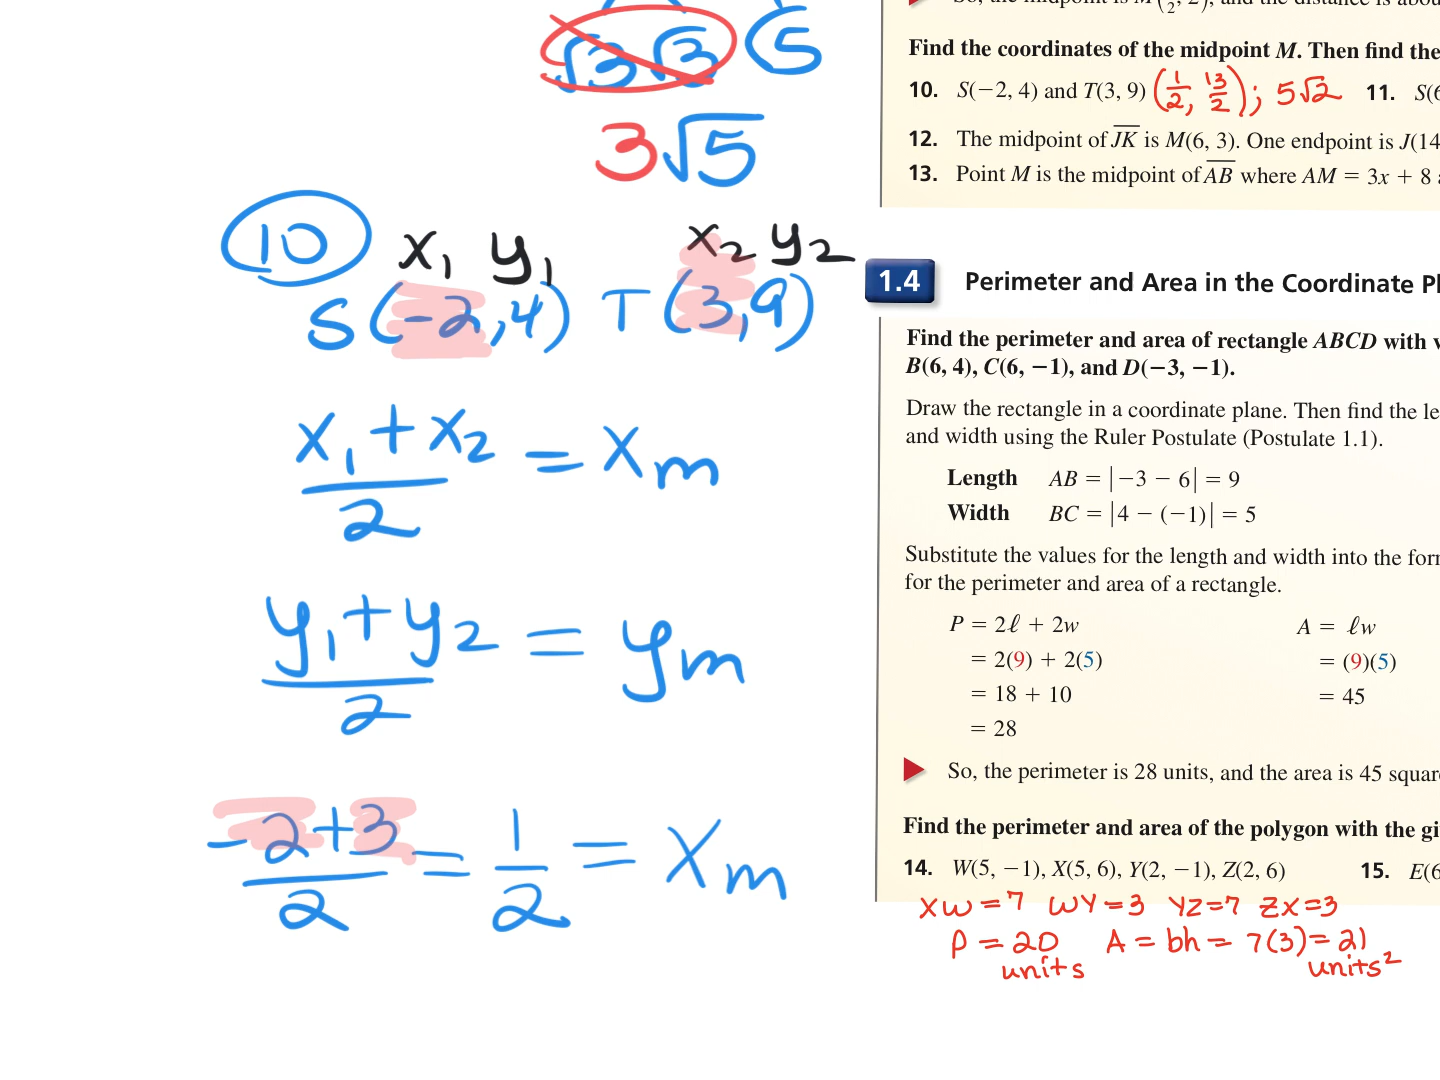 √3 √3 √5
3√5
10 x₁ y₁ x₂ y₂
S (-2,4) T (3,9)
x₁ + x₂ / 2 = xm
y₁ + y₂ / 2 = ym
-2+3 / 2 = 1/2 = xm
Find the coordinates of the midpoint M. Then find the
10. S(−2, 4) and T(3, 9) (1/2, 13/2); 5√2 11. S(6
12. The midpoint of JK is M(6, 3). One endpoint is J(14
13. Point M is the midpoint of AB where AM = 3x + 8
1.4 Perimeter and Area in the Coordinate Pl
Find the perimeter and area of rectangle ABCD with v
B(6, 4), C(6, −1), and D(−3, −1).
Draw the rectangle in a coordinate plane. Then find the le
and width using the Ruler Postulate (Postulate 1.1).
Length AB = |−3 − 6| = 9
Width BC = |4 − (−1)| = 5
Substitute the values for the length and width into the for
for the perimeter and area of a rectangle.
P = 2ℓ + 2w A = ℓw
= 2(9) + 2(5) = (9)(5)
= 18 + 10 = 45
= 28
So, the perimeter is 28 units, and the area is 45 squar
Find the perimeter and area of the polygon with the gi
14. W(5, −1), X(5, 6), Y(2, −1), Z(2, 6) 15. E(6
XW = 7 WY = 3 YZ = 7 ZX = 3
P = 20 units A = bh = 7(3) = 21 units²